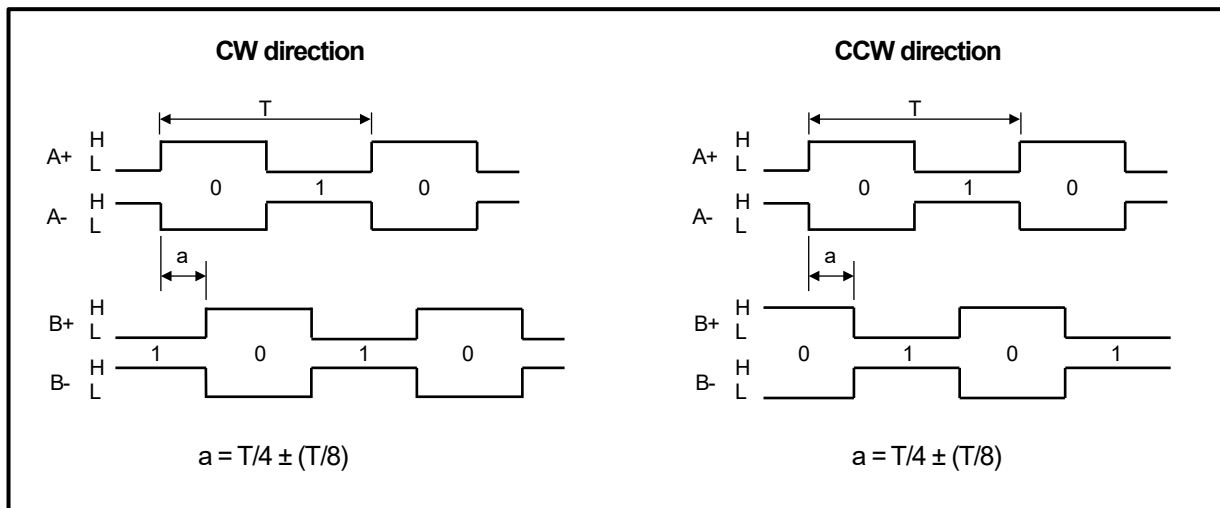 CW direction
T
A+ H
L
0 1 0
A- H
L
a
B+ H
L
1 0 1 0
B- H
L
a = T/4 ± (T/8)
CCW direction
T
A+ H
L
0 1 0
A- H
L
a
B+ H
L
0 1 0 1
B- H
L
a = T/4 ± (T/8)